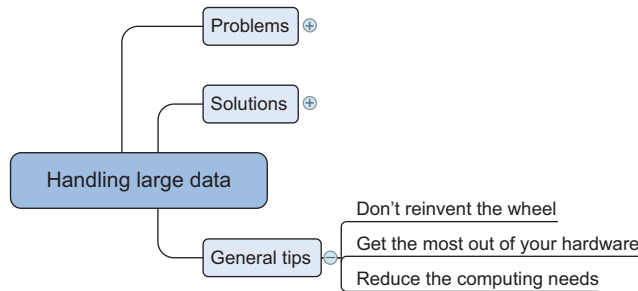 Problems
Solutions
Handling large data
General tips
Don’t reinvent the wheel
Get the most out of your hardware
Reduce the computing needs